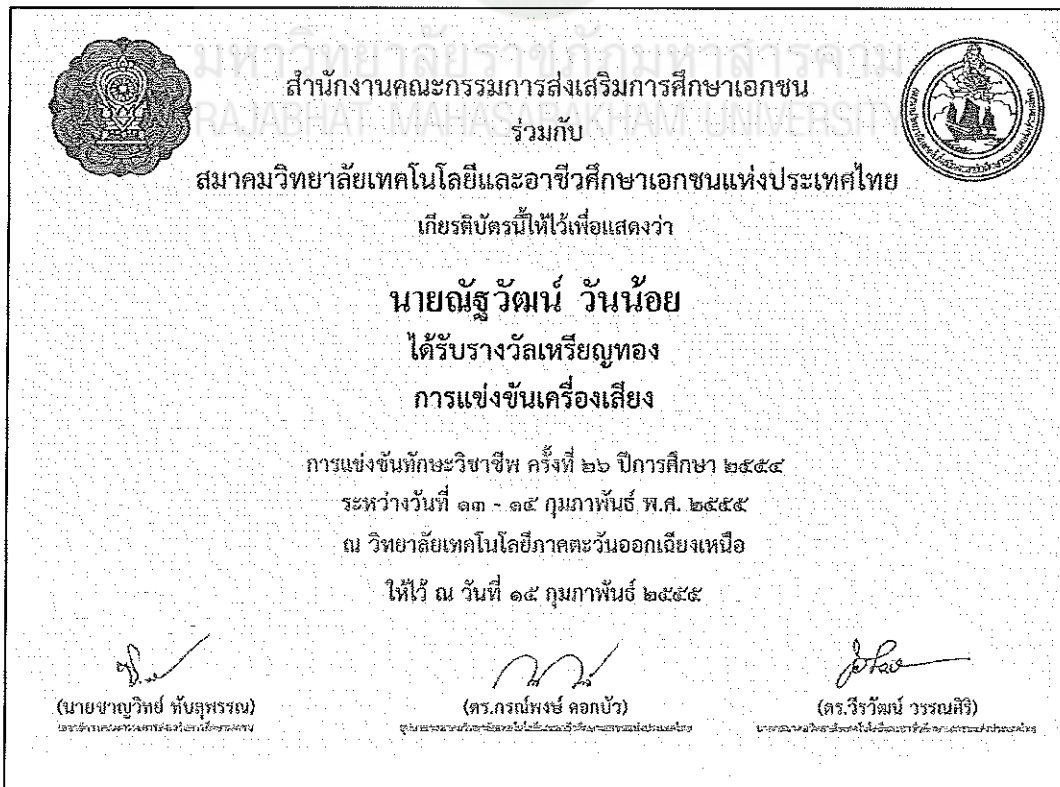 มหาวิทยาลัยราชภัฏมหาสารคาม
สำนักงานคณะกรรมการส่งเสริมการศึกษาเอกชน
RAJABHAT MAHASARAKHAM UNIVERSITY
ร่วมกับ
สมาคมวิทยาลัยเทคโนโลยีและอาชีวศึกษาเอกชนแห่งประเทศไทย
เกียรติบัตรนี้ให้ไว้เพื่อแสดงว่า
นายณัฐวัฒน์ วันน้อย
ได้รับรางวัลเหรียญทอง
การแข่งขันเครื่องเสียง
การแข่งขันทักษะวิชาชีพ ครั้งที่ ๒๖ ปีการศึกษา ๒๕๕๔
ระหว่างวันที่ ๑๓ - ๑๕ กุมภาพันธ์ พ.ศ. ๒๕๕๕
ณ วิทยาลัยเทคโนโลยีภาคตะวันออกเฉียงเหนือ
ให้ไว้ ณ วันที่ ๑๕ กุมภาพันธ์ ๒๕๕๕
(นายชาญวิทย์ ทับสุพรรณ) (ดร.กรณ์พงษ์ ดอกบัว) (ดร.วีรวัฒน์ วรรณศิริ)